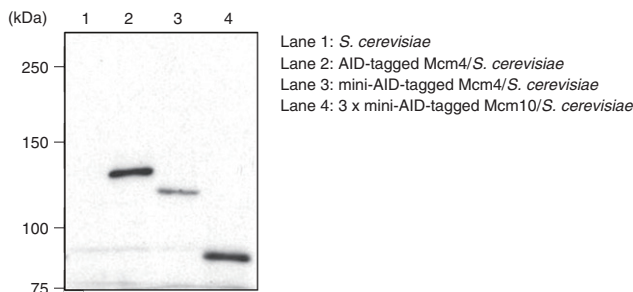 (kDa) 1 2 3 4
250
150
100
75
Lane 1: S. cerevisiae
Lane 2: AID-tagged Mcm4/S. cerevisiae
Lane 3: mini-AID-tagged Mcm4/S. cerevisiae
Lane 4: 3 x mini-AID-tagged Mcm10/S. cerevisiae